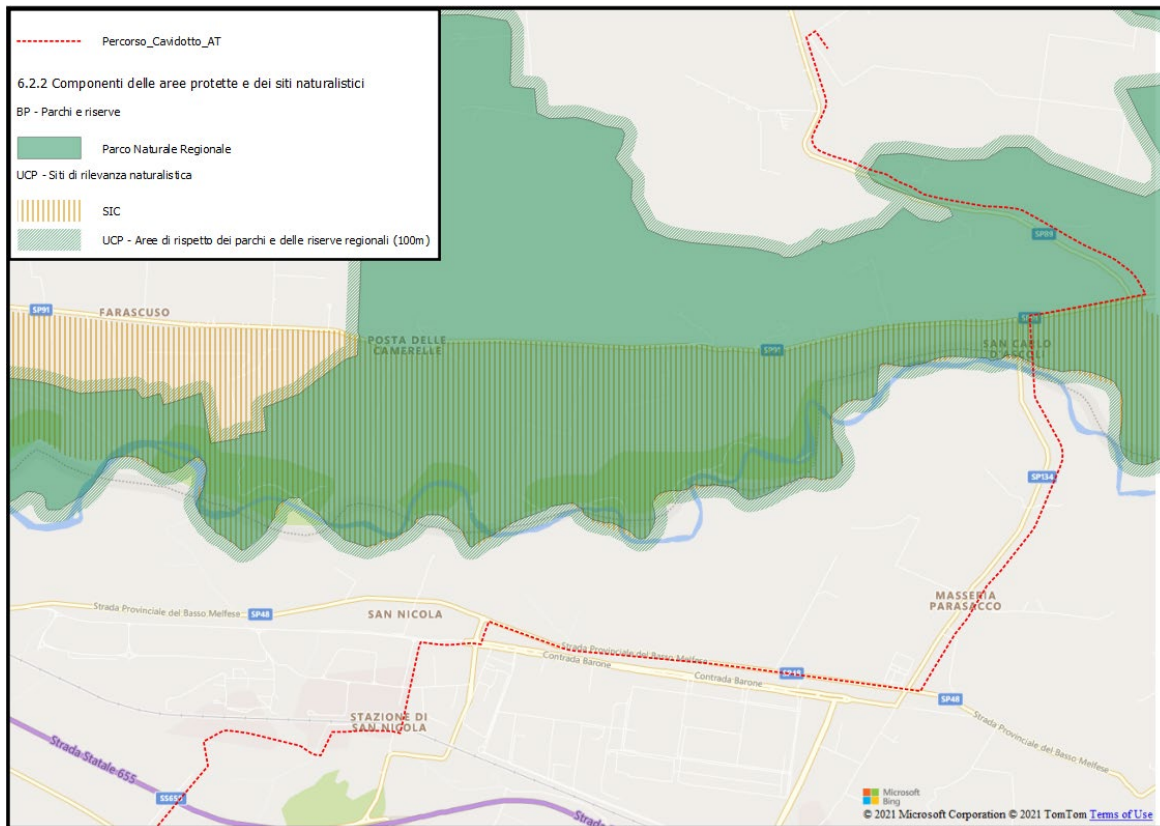 Percorso_Cavidotto_AT
6.2.2 Componenti delle aree protette e dei siti naturalistici
BP - Parchi e riserve
Parco Naturale Regionale
UCP - Siti di rilevanza naturalistica
SIC
UCP - Aree di rispetto dei parchi e delle riserve regionali (100m)
SP89
SP91
FARASCUSO
POSTA DELLE
CAMERELLE
SP91
SAN CARLO
D'ASCOLI
SP134
MASSERIA
PARASACCO
Strada Provinciale del Basso Melfese
SP48
SAN NICOLA
Strada Provinciale del Basso Melfese
Contrada Barone
Contrada Barone
SP48
Strada Provinciale del Basso Melfese
STAZIONE DI
SAN NICOLA
Strada Statale 655
SS655
Microsoft
Bing
© 2021 Microsoft Corporation © 2021 TomTom Terms of Use